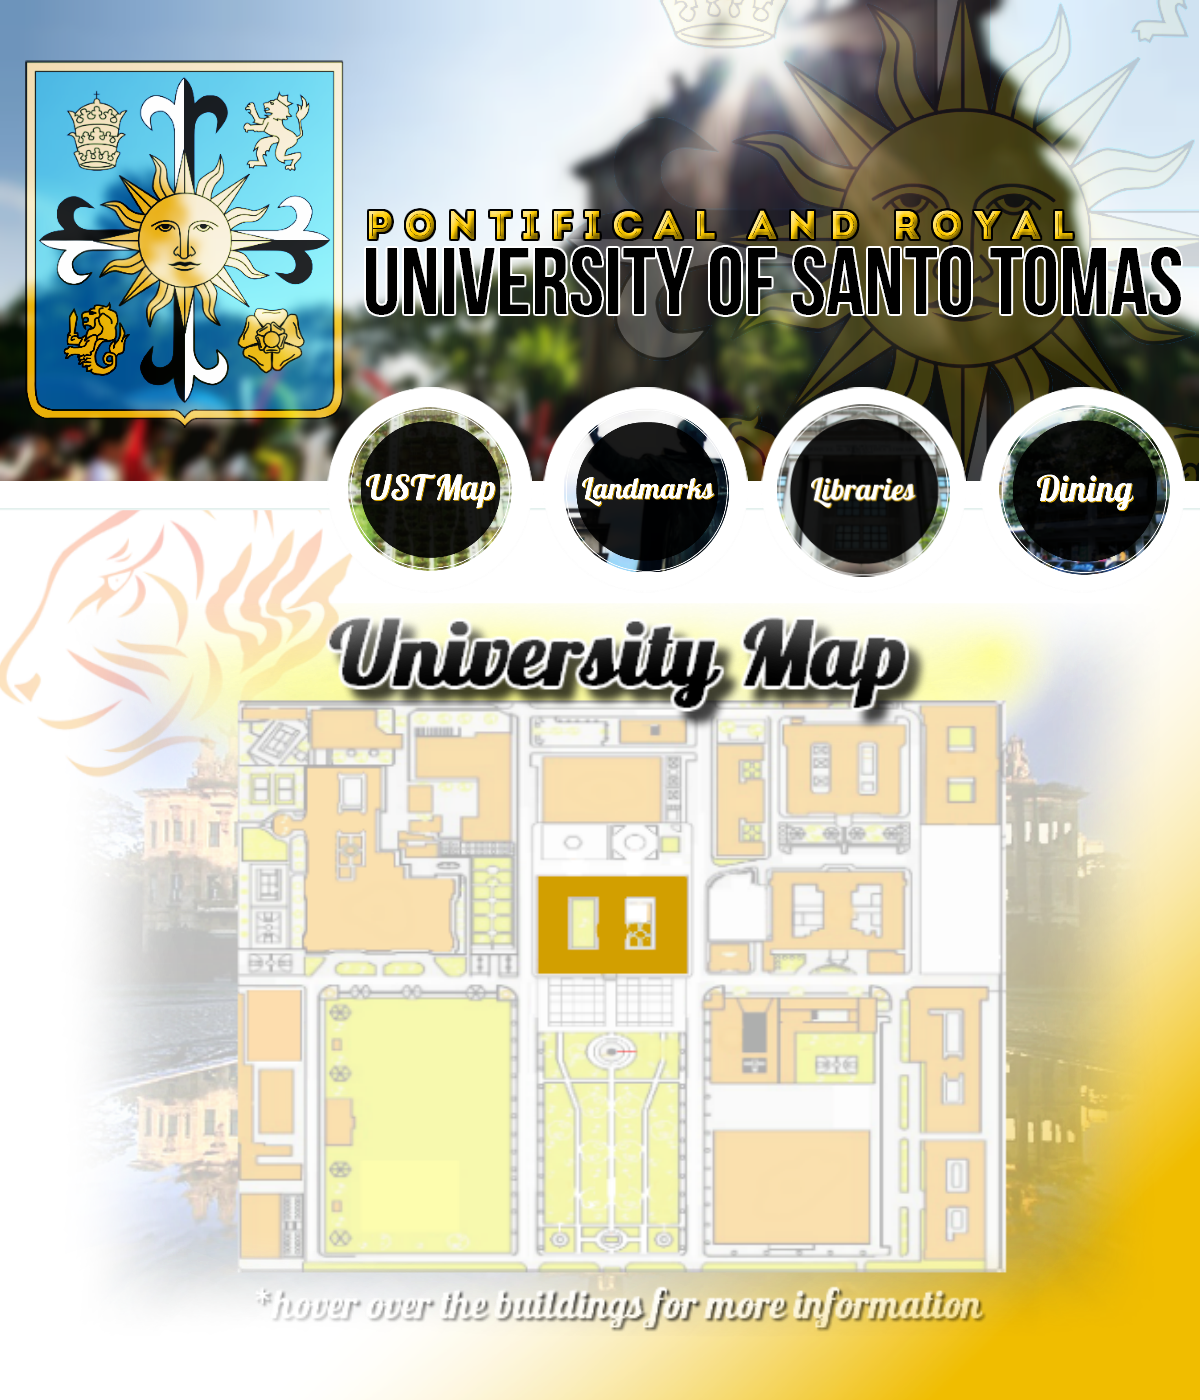 PONTIFICAL AND ROYAL
UNIVERSITY OF SANTO TOMAS
UST Map
Landmarks
Libraries
Dining
University Map
*hover over the buildings for more information